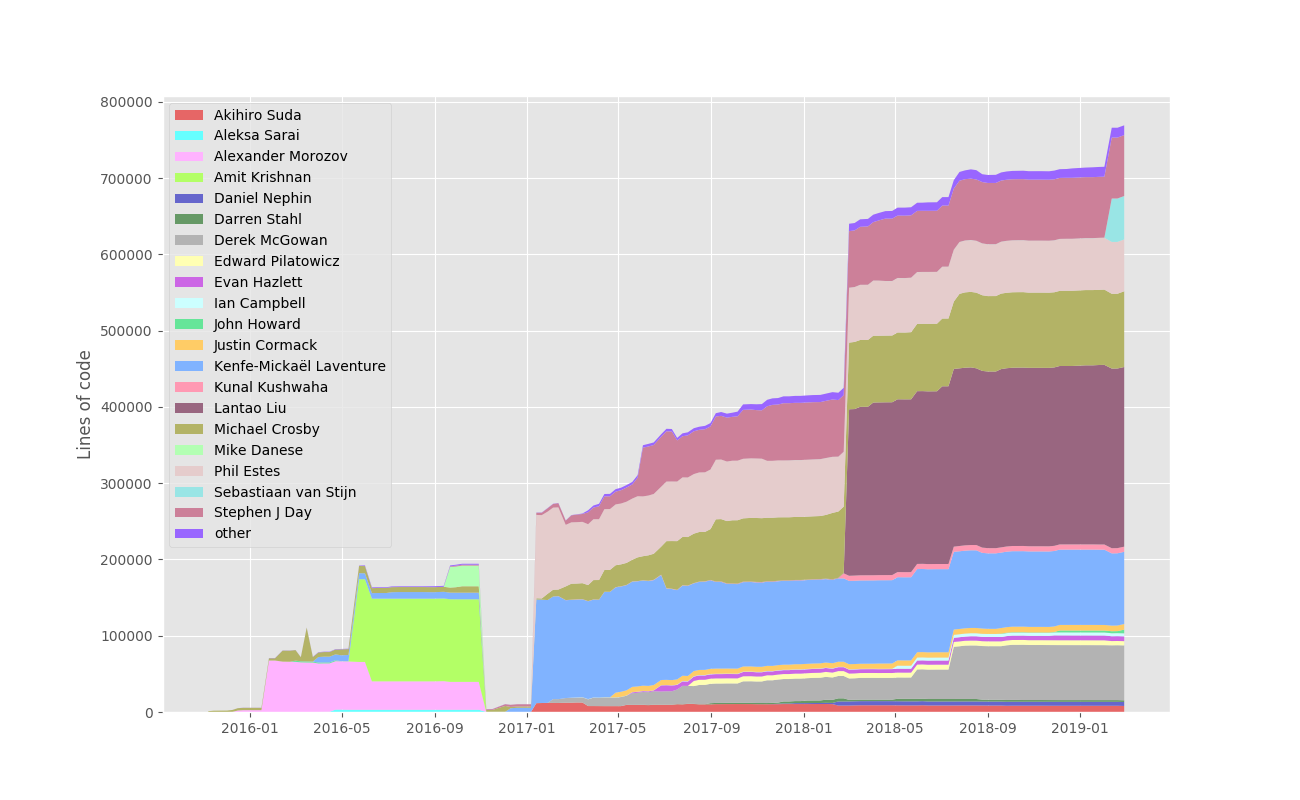 800000
700000
600000
500000
400000
300000
200000
100000
0
Lines of code
Akihiro Suda
Aleksa Sarai
Alexander Morozov
Amit Krishnan
Daniel Nephin
Darren Stahl
Derek McGowan
Edward Pilatowicz
Evan Hazlett
Ian Campbell
John Howard
Justin Cormack
Kenfe-Mickaël Laventure
Kunal Kushwaha
Lantao Liu
Michael Crosby
Mike Danese
Phil Estes
Sebastiaan van Stijn
Stephen J Day
other
2016-01 2016-05 2016-09 2017-01 2017-05 2017-09 2018-01 2018-05 2018-09 2019-01